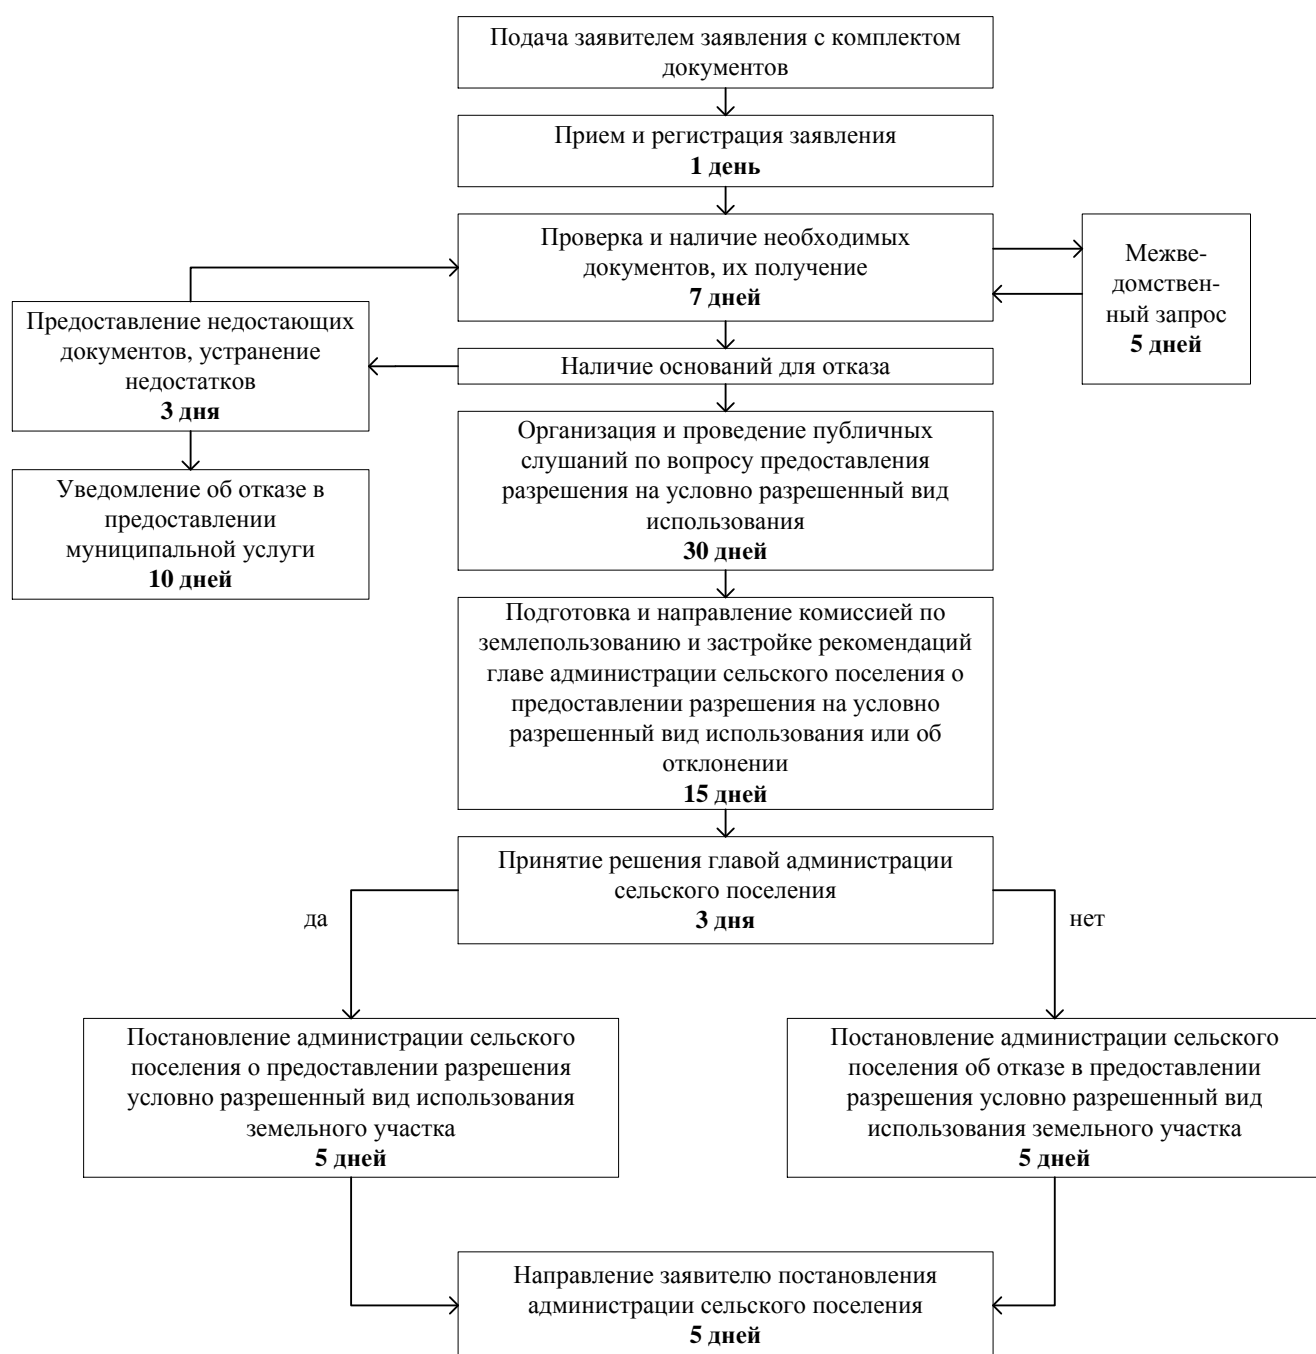 Подача заявителем заявления с комплектом
документов
Прием и регистрация заявления
1 день
Проверка и наличие необходимых
документов, их получение
7 дней
Межве-
домствен-
ный запрос
5 дней
Предоставление недостающих
документов, устранение
недостатков
3 дня
Наличие оснований для отказа
Уведомление об отказе в
предоставлении
муниципальной услуги
10 дней
Организация и проведение публичных
слушаний по вопросу предоставления
разрешения на условно разрешенный вид
использования
30 дней
Подготовка и направление комиссией по
землепользованию и застройке рекомендаций
главе администрации сельского поселения о
предоставлении разрешения на условно
разрешенный вид использования или об
отклонении
15 дней
Принятие решения главой администрации
сельского поселения
3 дня
да
нет
Постановление администрации сельского
поселения о предоставлении разрешения
условно разрешенный вид использования
земельного участка
5 дней
Постановление администрации сельского
поселения об отказе в предоставлении
разрешения условно разрешенный вид
использования земельного участка
5 дней
Направление заявителю постановления
администрации сельского поселения
5 дней